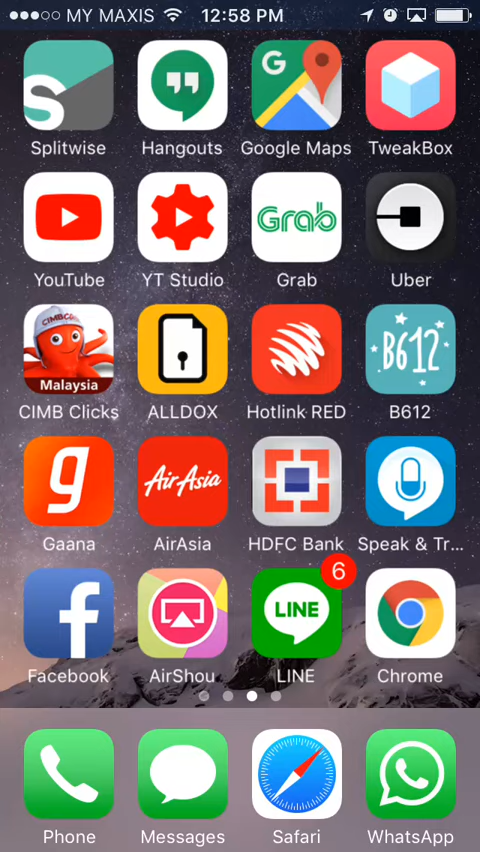 MY MAXIS 12:58 PM
S G
Splitwise Hangouts Google Maps TweakBox
Grab
YouTube YT Studio Grab Uber
CIMBClicks B612
Malaysia
CIMB Clicks ALLDOX Hotlink RED B612
g AirAsia
Gaana AirAsia HDFC Bank Speak & Tr...
6
f LINE
Facebook AirShou LINE Chrome
Phone Messages Safari WhatsApp